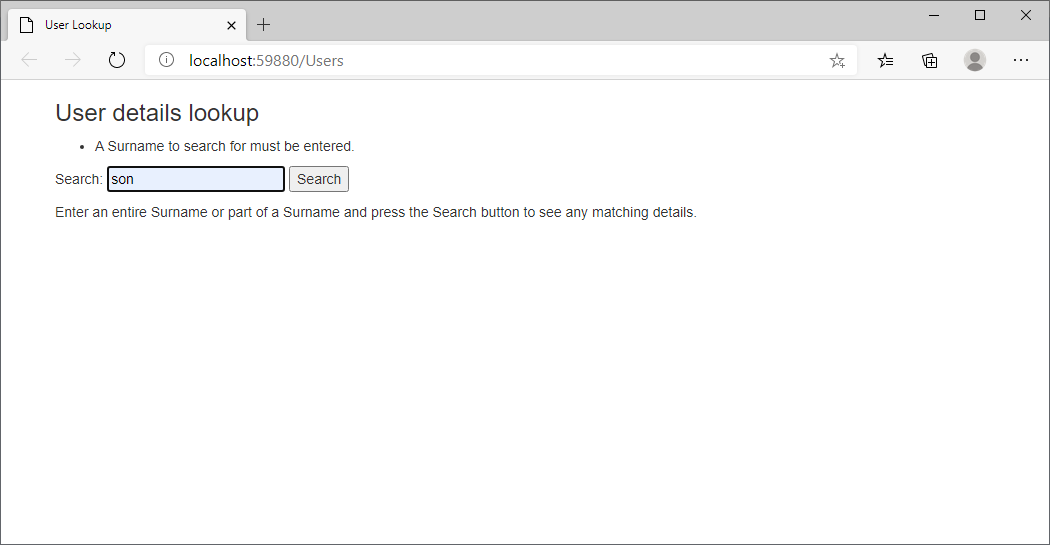 User Lookup
localhost:59880/Users
User details lookup
• A Surname to search for must be entered.
Search: son Search
Enter an entire Surname or part of a Surname and press the Search button to see any matching details.